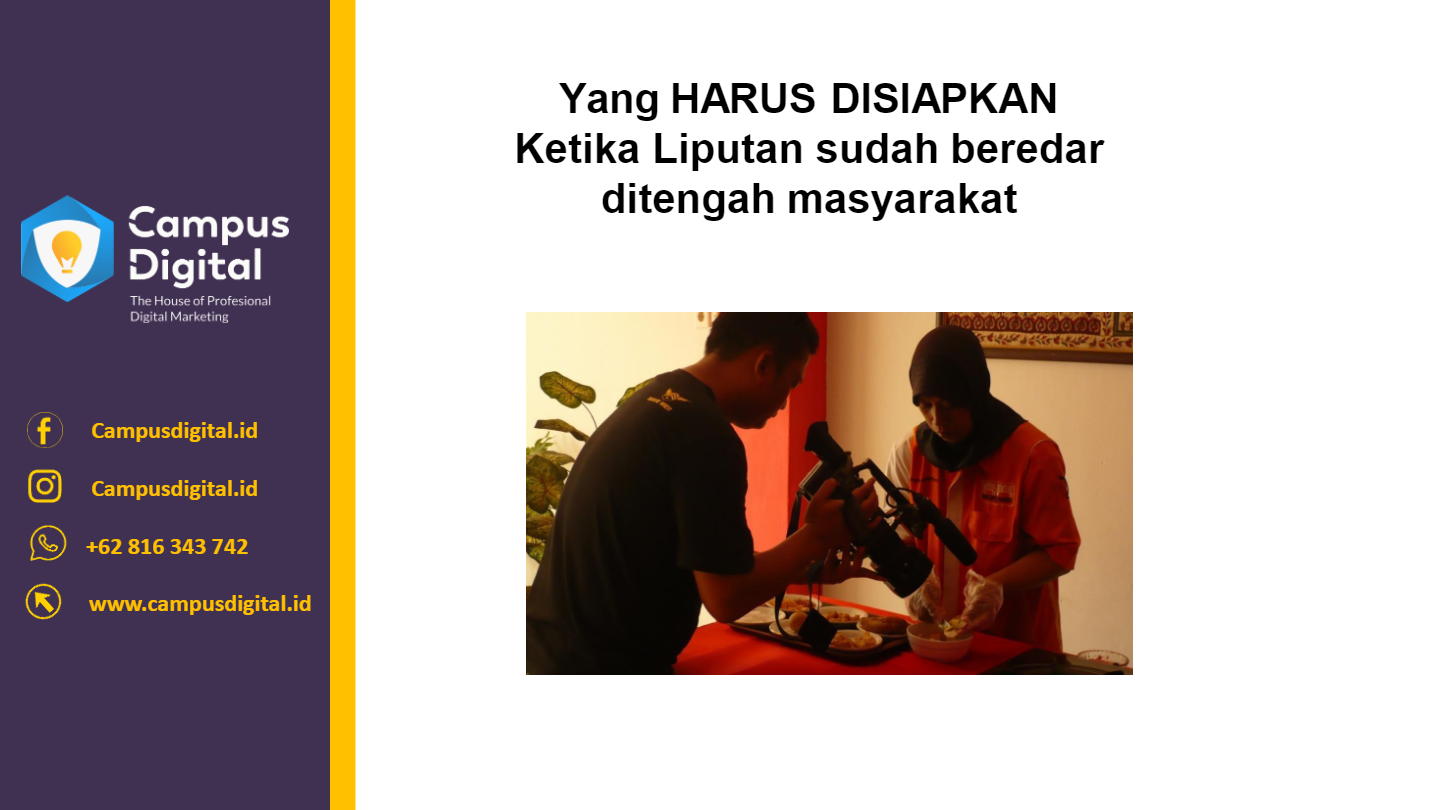 Campus
Digital
The House of Profesional
Digital Marketing
Campusdigital.id
Campusdigital.id
+62 816 343 742
www.campusdigital.id
Yang HARUS DISIAPKAN
Ketika Liputan sudah beredar
ditengah masyarakat